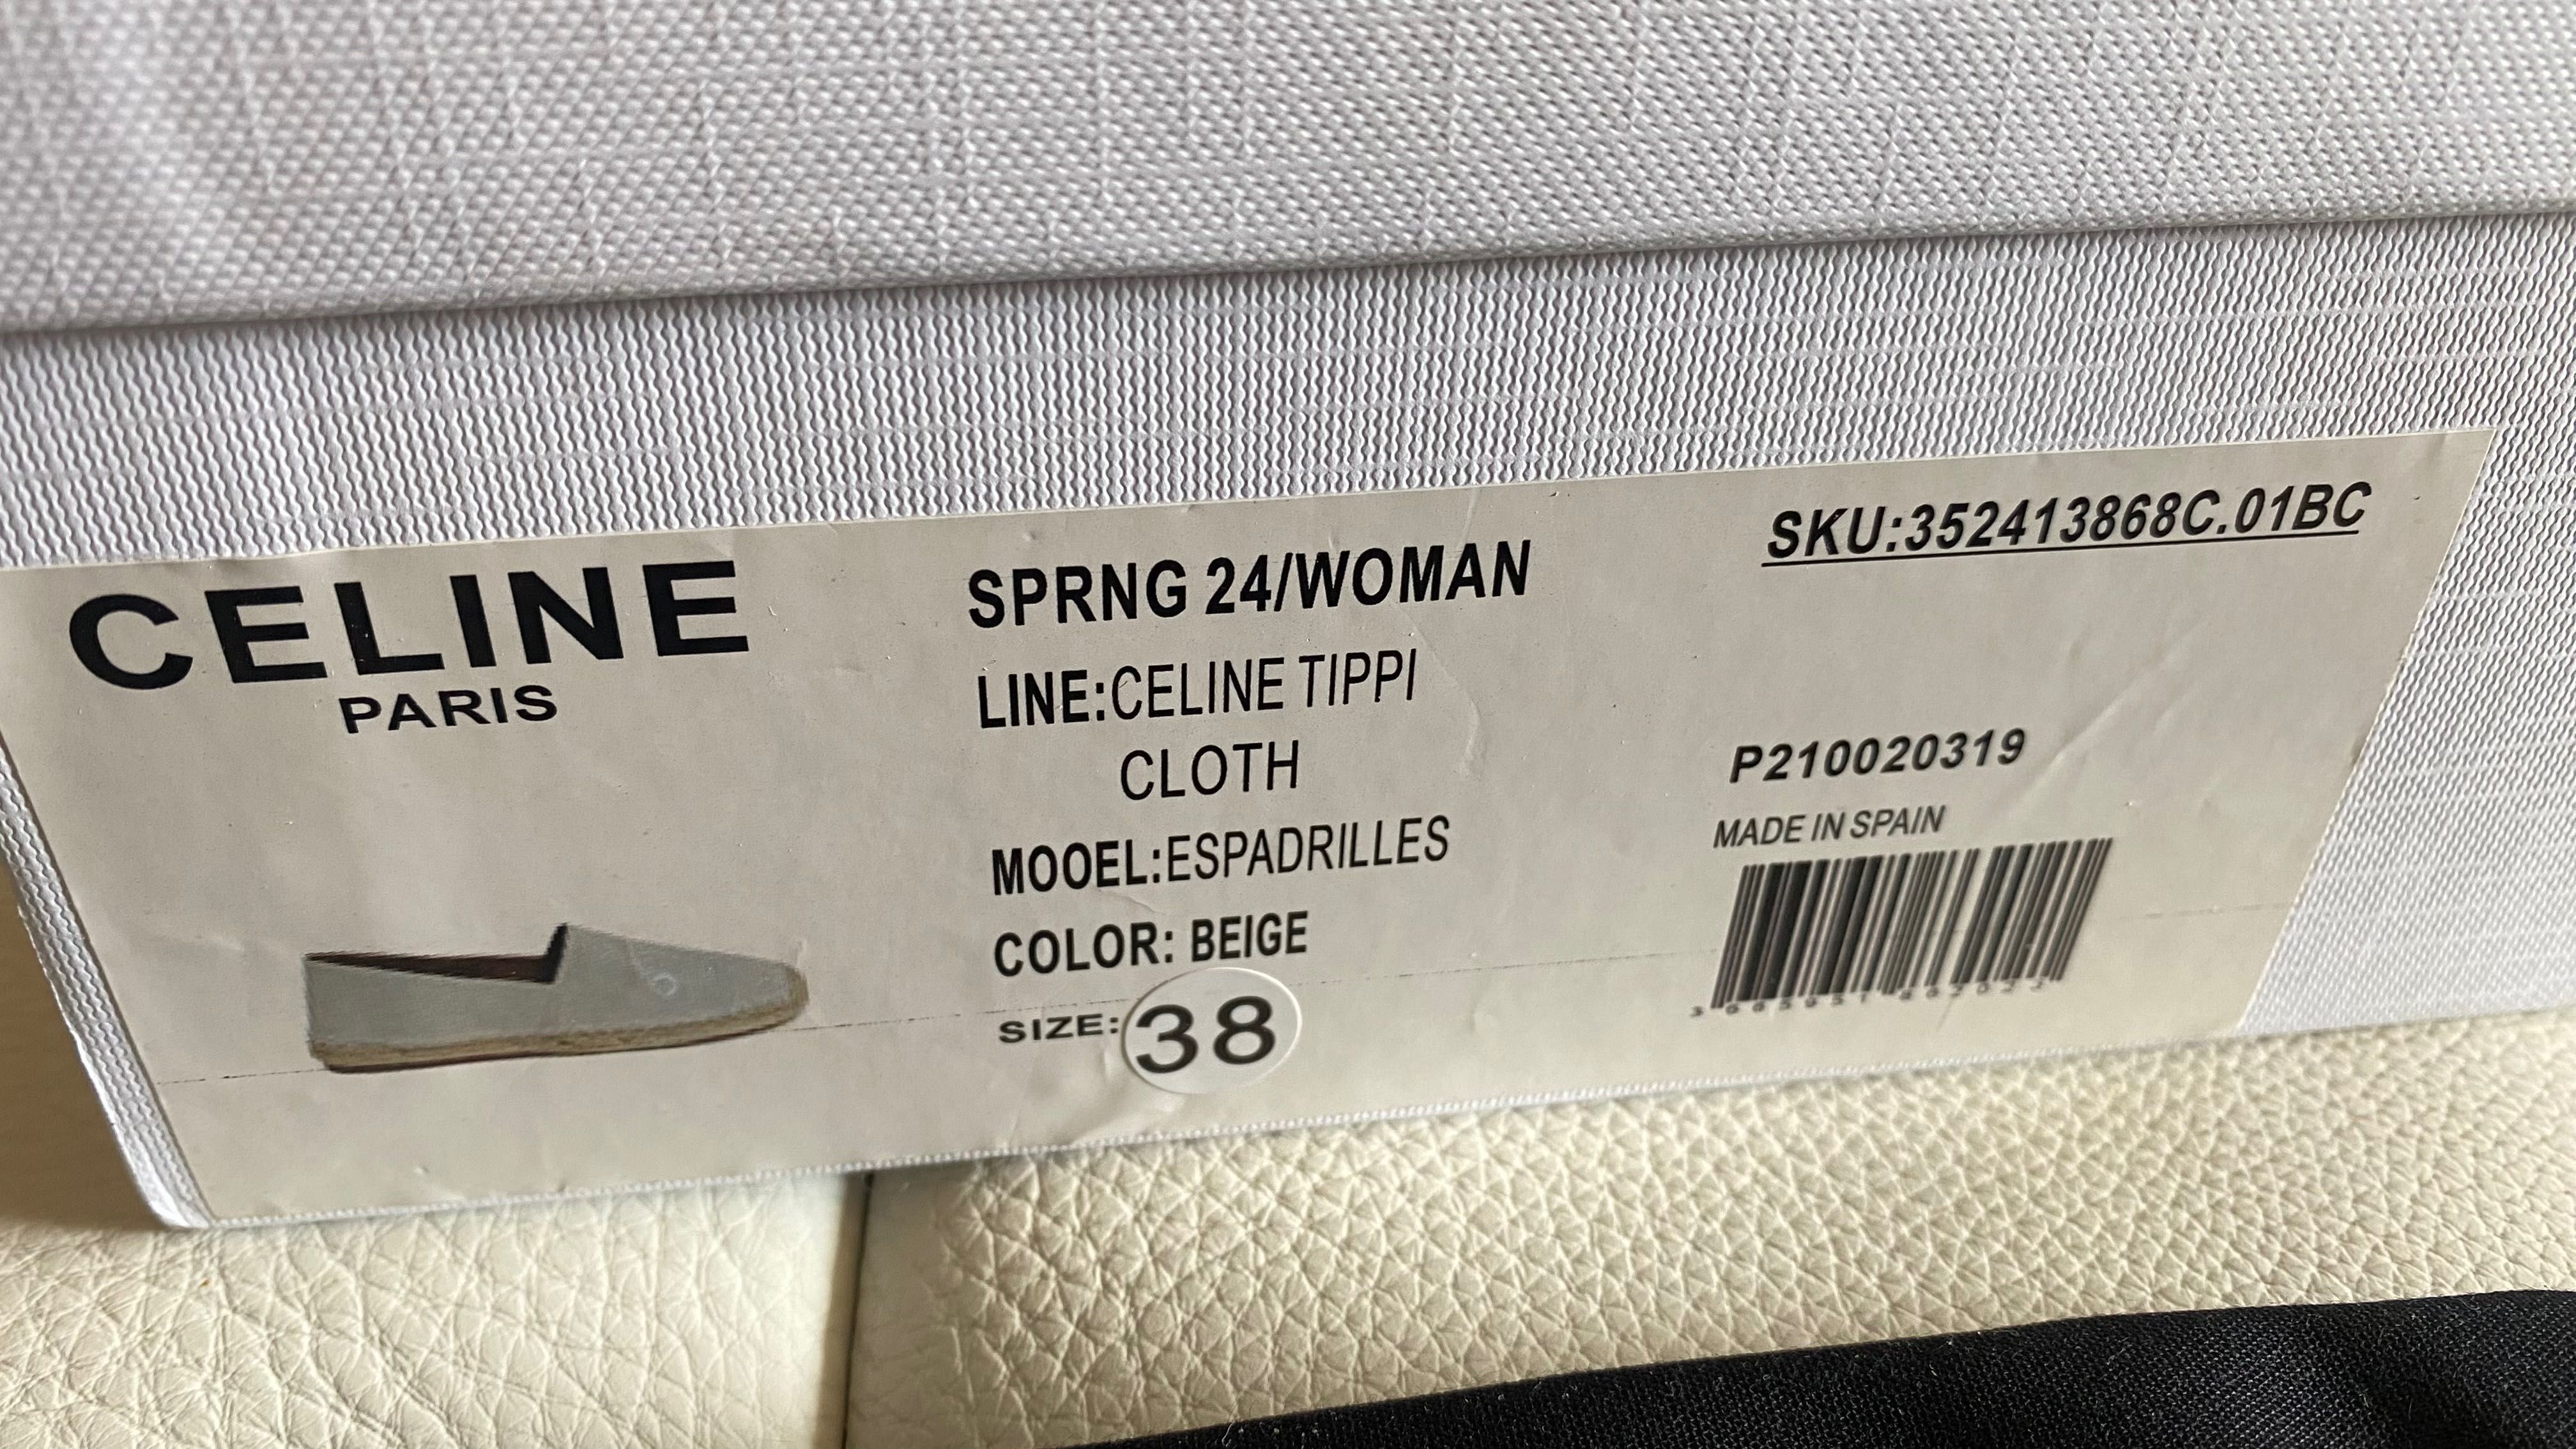 CELINE
PARIS
SPRNG 24/WOMAN
LINE:CELINE TIPPI
CLOTH
MOOEL:ESPADRILLES
COLOR: BEIGE
SIZE:38
SKU:352413868C.01BC
P210020319
MADE IN SPAIN